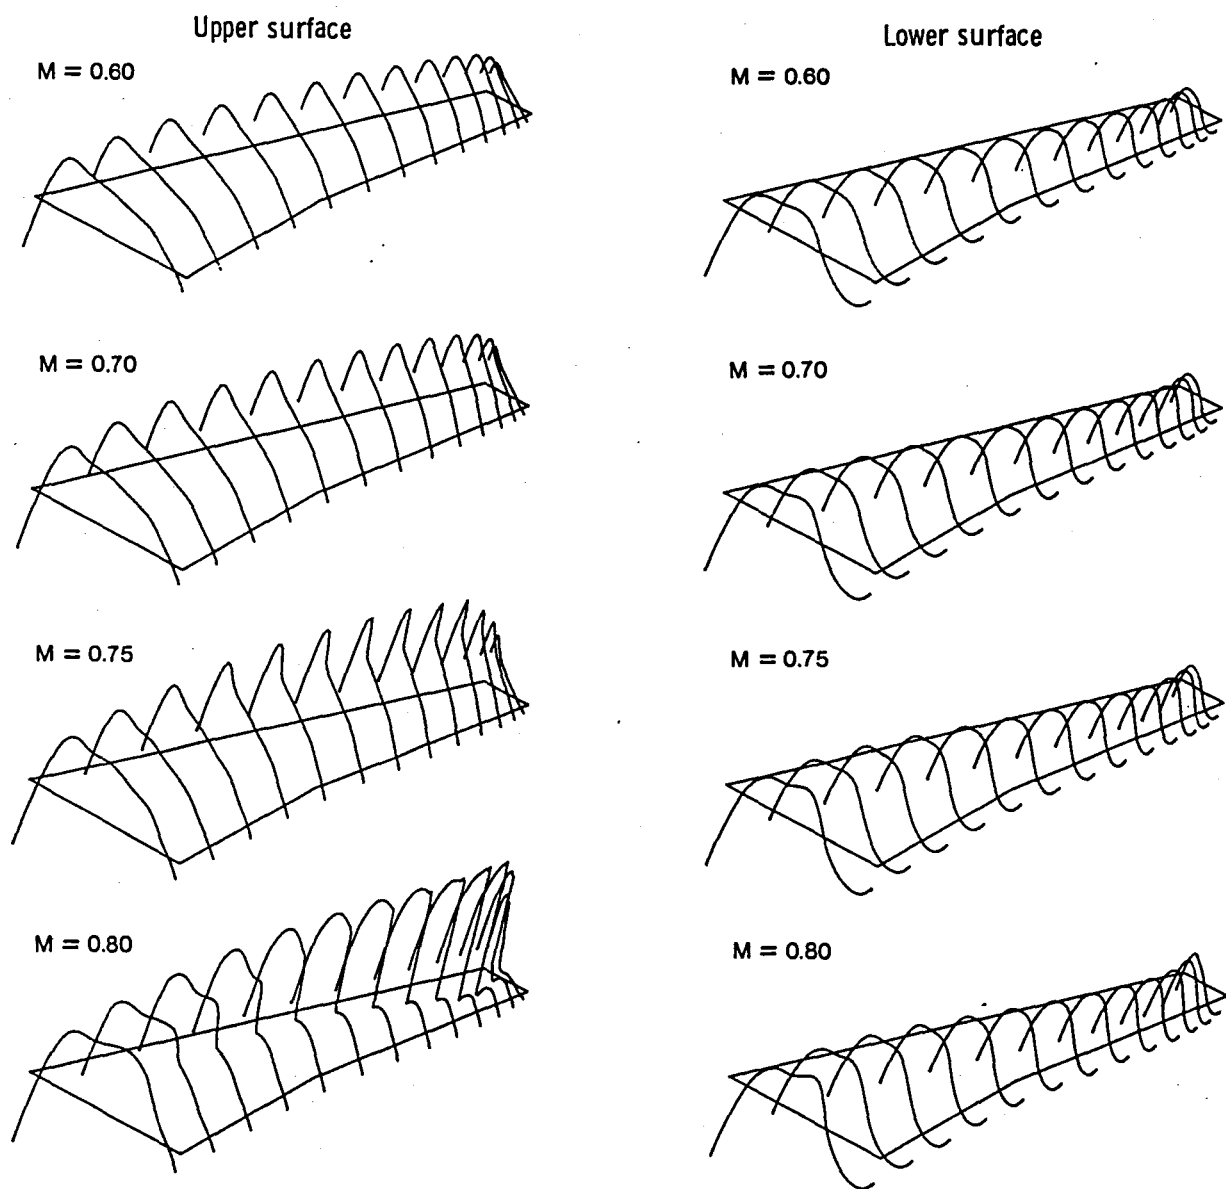 Upper surface
Lower surface
M = 0.60
M = 0.60
M = 0.70
M = 0.70
M = 0.75
M = 0.75
M = 0.80
M = 0.80